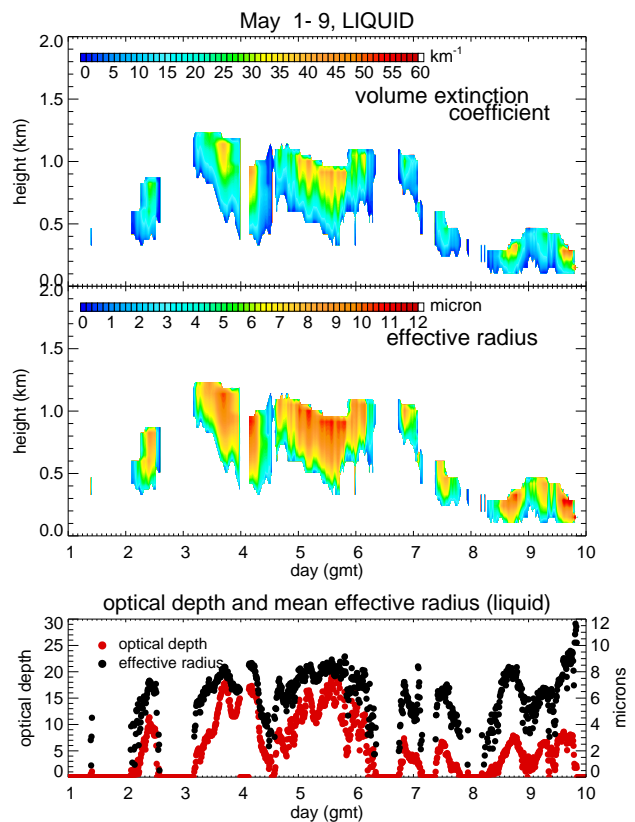 May 1- 9, LIQUID
2.0
1.5
1.0
0.5
0.0
height (km)
0 5 10 15 20 25 30 35 40 45 50 55 60
km-1
volume extinction
coefficient
2.0
1.5
1.0
0.5
0.0
height (km)
0 1 2 3 4 5 6 7 8 9 10 11 12
micron
effective radius
1 2 3 4 5 6 7 8 9 10
day (gmt)
optical depth and mean effective radius (liquid)
30
25
20
15
10
5
0
optical depth
optical depth
effective radius
12
10
8
6
4
2
0
microns
1 2 3 4 5 6 7 8 9 10
day (gmt)